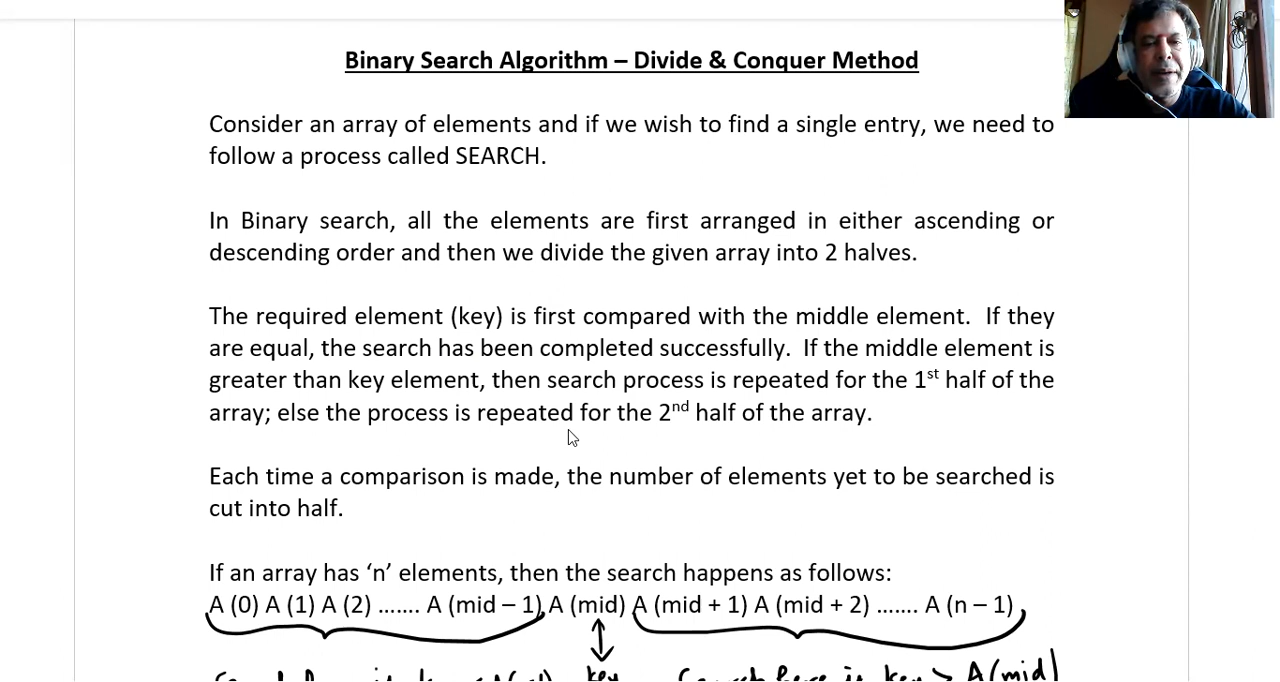 Binary Search Algorithm – Divide & Conquer Method
Consider an array of elements and if we wish to find a single entry, we need to
follow a process called SEARCH.
In Binary search, all the elements are first arranged in either ascending or
descending order and then we divide the given array into 2 halves.
The required element (key) is first compared with the middle element. If they
are equal, the search has been completed successfully. If the middle element is
greater than key element, then search process is repeated for the 1st half of the
array; else the process is repeated for the 2nd half of the array.
Each time a comparison is made, the number of elements yet to be searched is
cut into half.
If an array has ‘n’ elements, then the search happens as follows:
A (0) A (1) A (2) ....... A (mid – 1) A (mid) A (mid + 1) A (mid + 2) ....... A (n – 1)
key > A(mid)